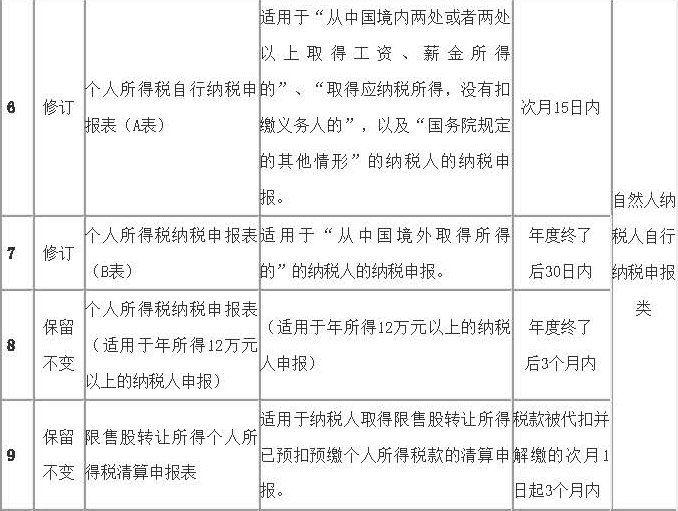 6
修订
个人所得税自行纳税申
报表（A表）
适用于“从中国境内两处或者两处
以上取得工资、薪金所得
的”、“取得应纳税所得，没有扣
缴义务人的”，以及“国务院规定
的其他情形”的纳税人的纳税申
报。
次月15日内
自然人纳
税人自行
纳税申报
类
7
修订
个人所得税纳税申报表
（B表）
适用于“从中国境外取得所得
的”的纳税人的纳税申报。
年度终了
后30日内
8
保留
不变
个人所得税纳税申报表
（适用于年所得12万元
以上的纳税人申报）
（适用于年所得12万元以上的纳税
人申报）
年度终了
后3个月内
9
保留
不变
限售股转让所得个人所
得税清算申报表
适用于纳税人取得限售股转让所得
已预扣预缴个人所得税款的清算申
报。
税款被代扣并
解缴的次月1
日起3个月内